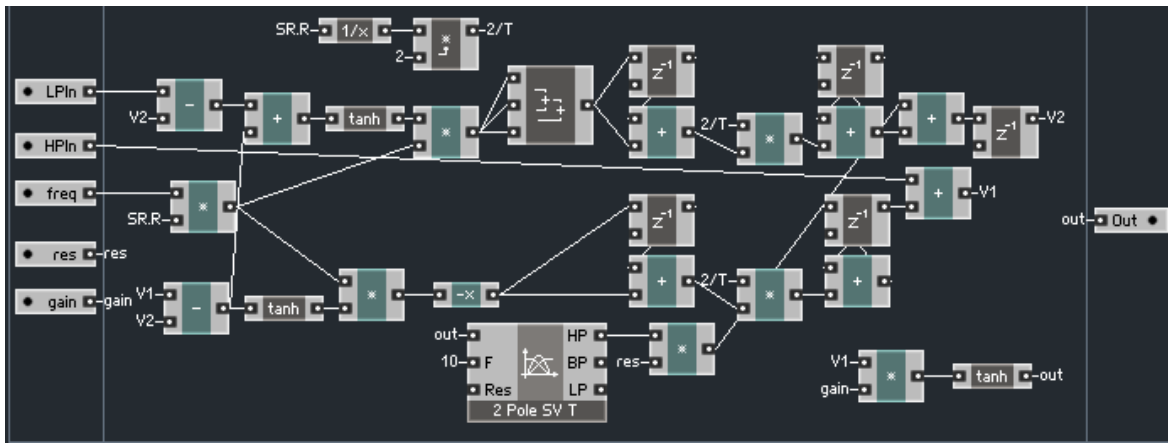 SR.R 1/x * 2/T
2
LPIn
V2
-
+
tanh
*
z⁻¹
+
2/T
*
z⁻¹
+
+
z⁻¹
V2
HPIn
+
V1
freq
SR.R
*
z⁻¹
z⁻¹
out Out
res res
gain gain
V1
V2
-
tanh
*
-x
+
2/T
*
+
out HP
10 F BP
Res LP
2 Pole SV T
res
*
V1
gain
*
tanh
out